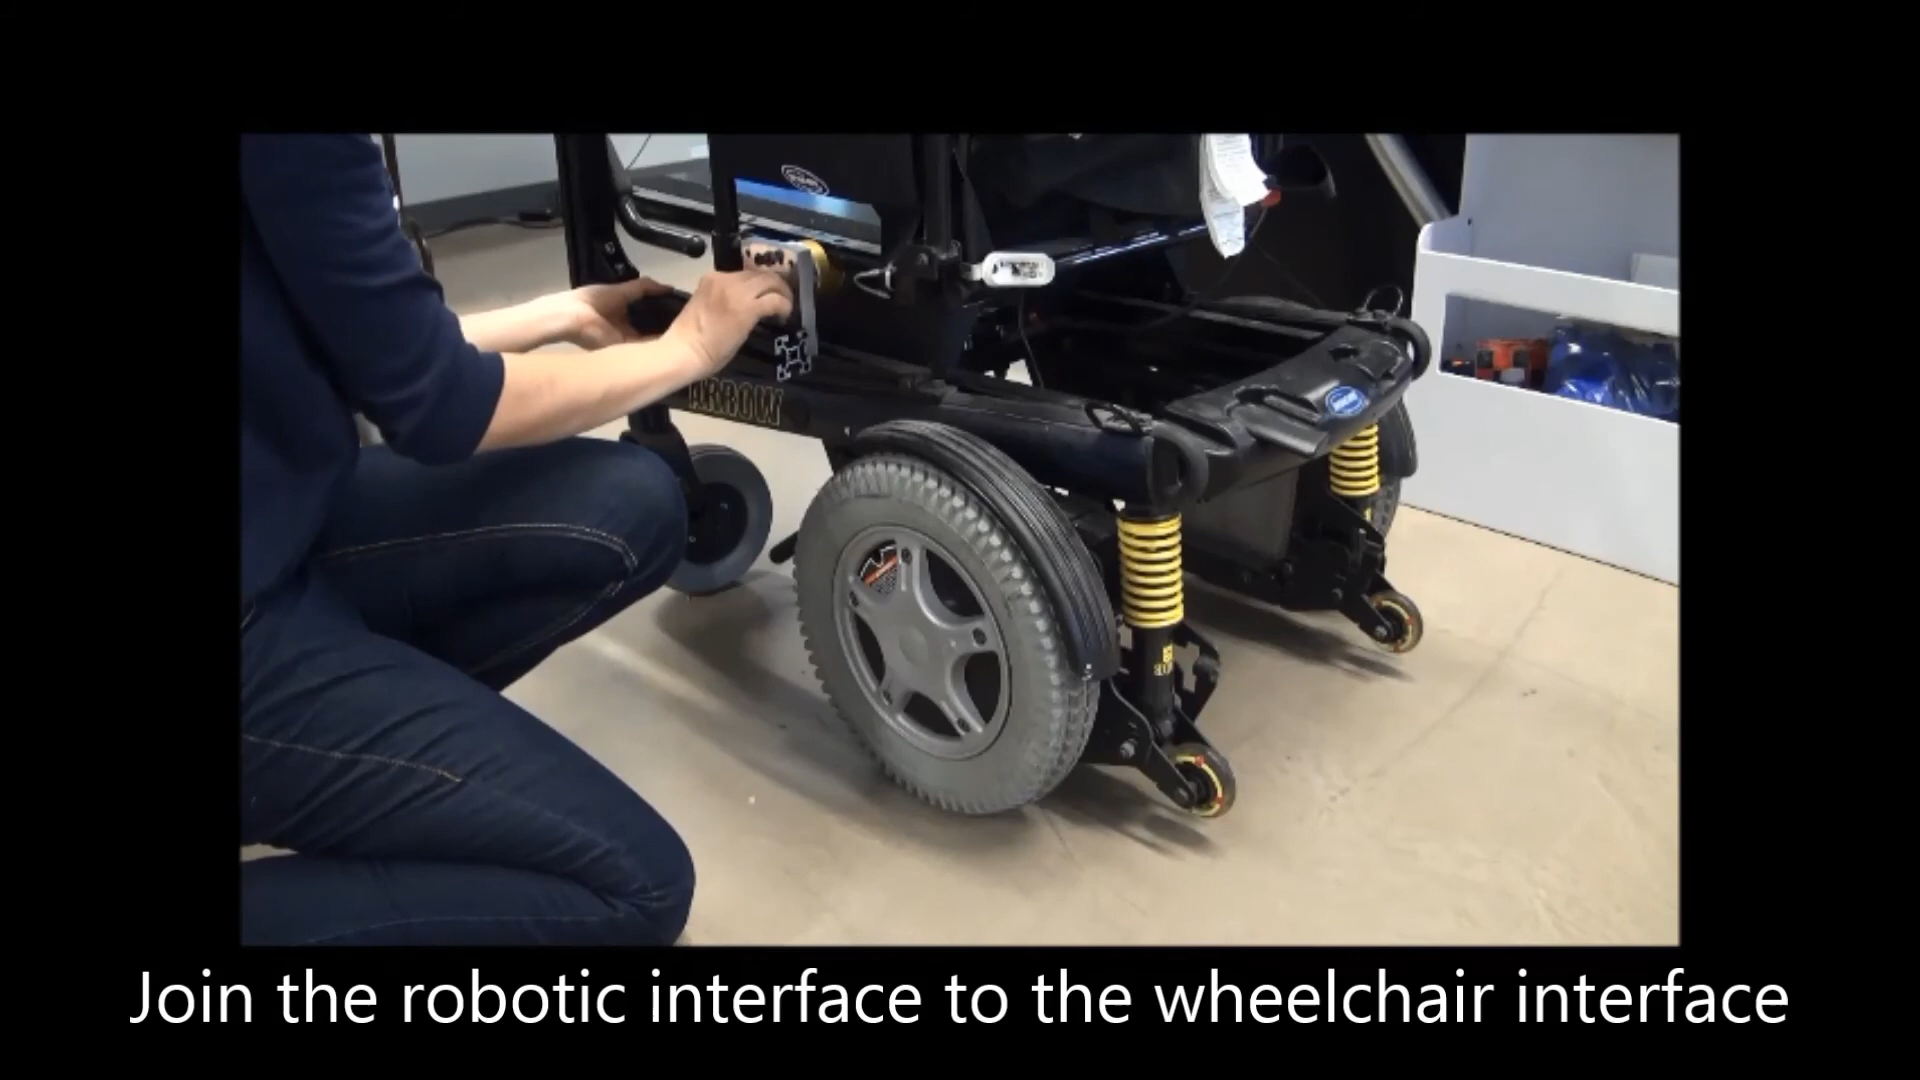 ARROW
Join the robotic interface to the wheelchair interface